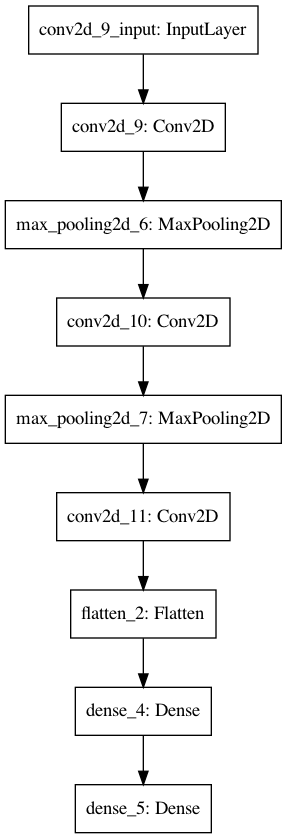 conv2d_9_input: InputLayer
conv2d_9: Conv2D
max_pooling2d_6: MaxPooling2D
conv2d_10: Conv2D
max_pooling2d_7: MaxPooling2D
conv2d_11: Conv2D
flatten_2: Flatten
dense_4: Dense
dense_5: Dense